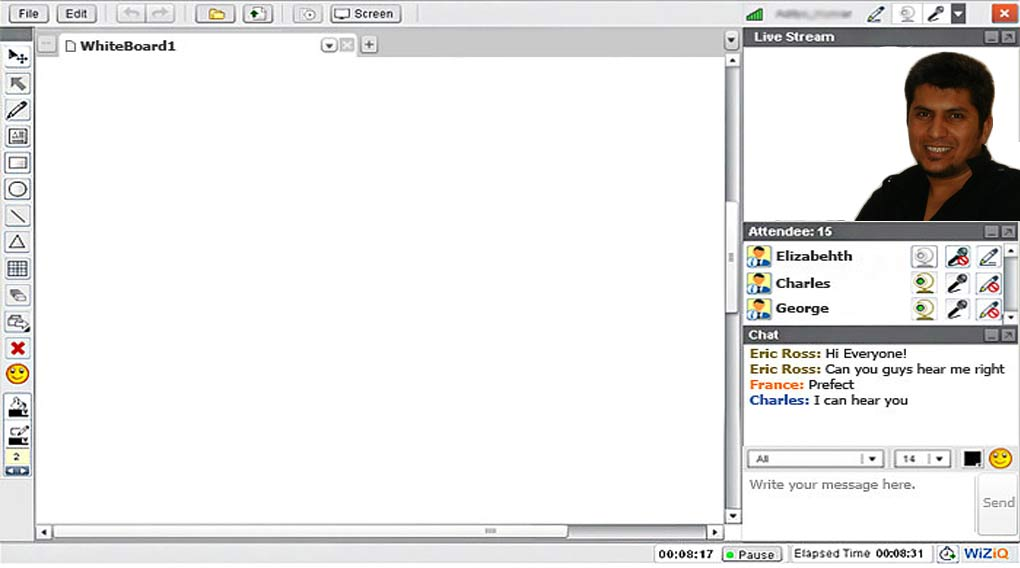 File Edit Screen
WhiteBoard1
Live Stream
Attendee: 15
Elizabehth
Charles
George
Chat
Eric Ross: Hi Everyone!
Eric Ross: Can you guys hear me right
France: Prefect
Charles: I can hear you
2
All 14
Write your message here.
Send
00:08:17 Pause Elapsed Time 00:08:31 WiZiQ